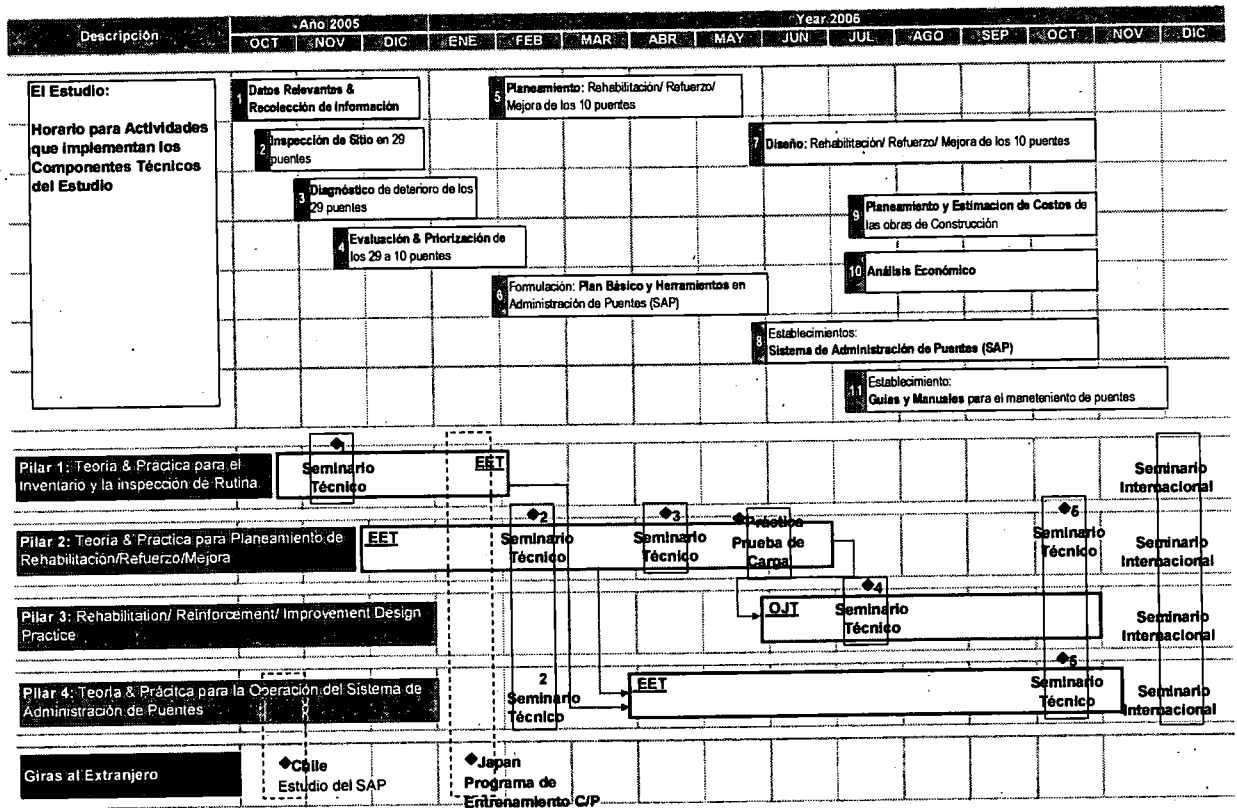 Descripción
Año 2005
Year 2006
OCT NOV DIC ENE FEB MAR ABR MAY JUN JUL AGO SEP OCT NOV DIC
El Estudio:
Horario para Actividades
que implementan los
Componentes Técnicos
del Estudio
1 Datos Relevantes &
Recolección de Información
2 Inspección de Sitio en 29
puentes
3 Diagnóstico de deterioro de los
29 puentes
4 Evaluación & Priorización de
los 29 a 10 puentes
5 Planeamiento: Rehabilitación/ Refuerzo/
Mejora de los 10 puentes
6 Formulación: Plan Básico y Herramientos en
Administración de Puentes (SAP)
7 Diseño: Rehabilitación/ Refuerzo/ Mejora de los 10 puentes
9 Planeamiento y Estimacion de Costos de
las obras de Construcción
10 Análisis Económico
8 Establecimientos:
Sistema de Administración de Puentes (SAP)
11 Establecimiento:
Guías y Manuales para el maneteniento de puentes
Pilar 1: Teoría & Práctica para el
Inventario y la inspección de Rutina.
◆1
Seminario
Técnico
EET
Seminario
Internacional
Pilar 2: Teoría & Práctica para Planeamiento de
Rehabilitación/Refuerzo/Mejora
EET
◆2
Seminario
Técnico
◆3
Seminario
Técnico
◆Práctica
Prueba de
Carga
◆5
Seminario
Técnico
Seminario
Internacional
Pilar 3: Rehabilitation/ Reinforcement/ Improvement Design
Practice
OJT
◆4
Seminario
Técnico
Seminario
Internacional
Pilar 4: Teoría & Prácitca para la Operación del Sistema de
Administración de Puentes
2
Seminario
Técnico
EET
◆5
Seminario
Técnico
Seminario
Internacional
Giras al Extranjero
◆Chile
Estudio del SAP
◆Japan
Programa de
Entrenamiento C/P